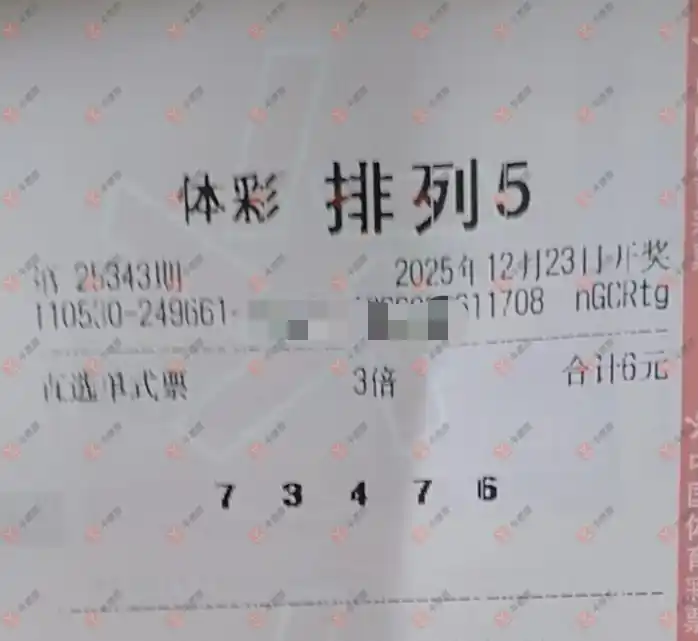 体彩 排列5
第 25343期 2025年12月23日开奖
110530-249661- 611708 nGCRtg
直选单式票 3倍 合计6元
7 3 4 7 6